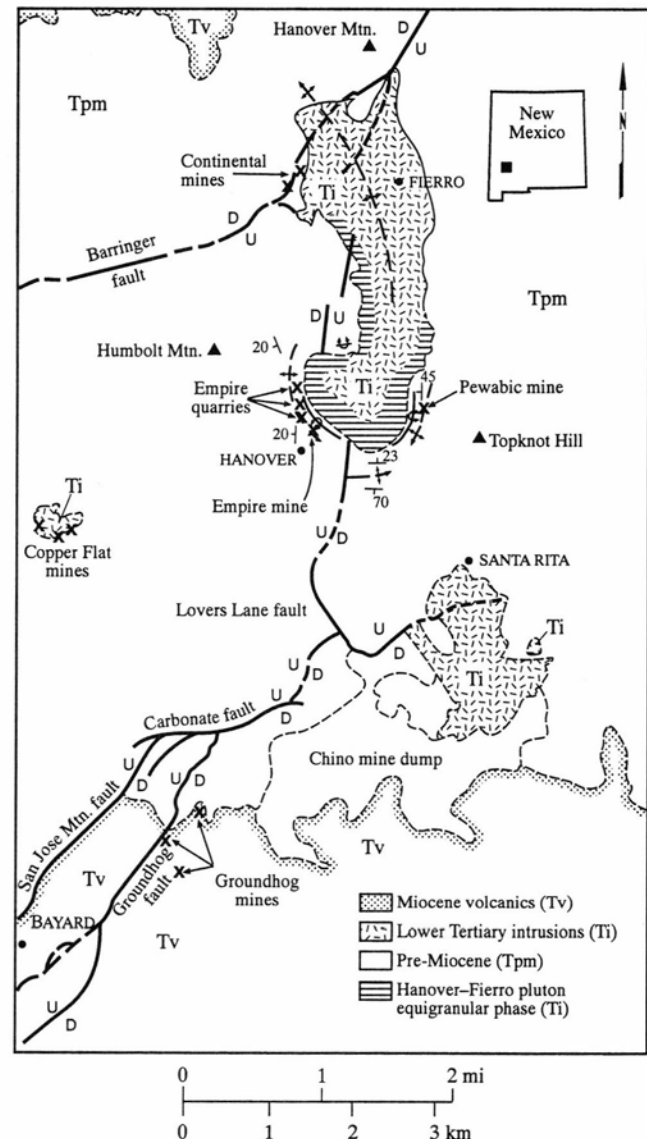 Tv
Hanover Mtn.
D
U
Tpm
New
Mexico
N
Continental
mines
Ti
FIERRO
D
U
Barringer
fault
Tpm
D
U
Humbolt Mtn.
20
Ti
45
Empire
quarries
Pewabic mine
20
HANOVER
23
Topknot Hill
70
Empire mine
Ti
U
D
Copper Flat
mines
SANTA RITA
Lovers Lane fault
U
D
Ti
Ti
U
D
Carbonate fault
D
Chino mine dump
U
D
U
D
San Jose Mtn. fault
Tv
Tv
Groundhog
fault
Groundhog
mines
BAYARD
Tv
U
D
Miocene volcanics (Tv)
Lower Tertiary intrusions (Ti)
Pre-Miocene (Tpm)
Hanover–Fierro pluton
equigranular phase (Ti)
0 1 2 mi
0 1 2 3 km